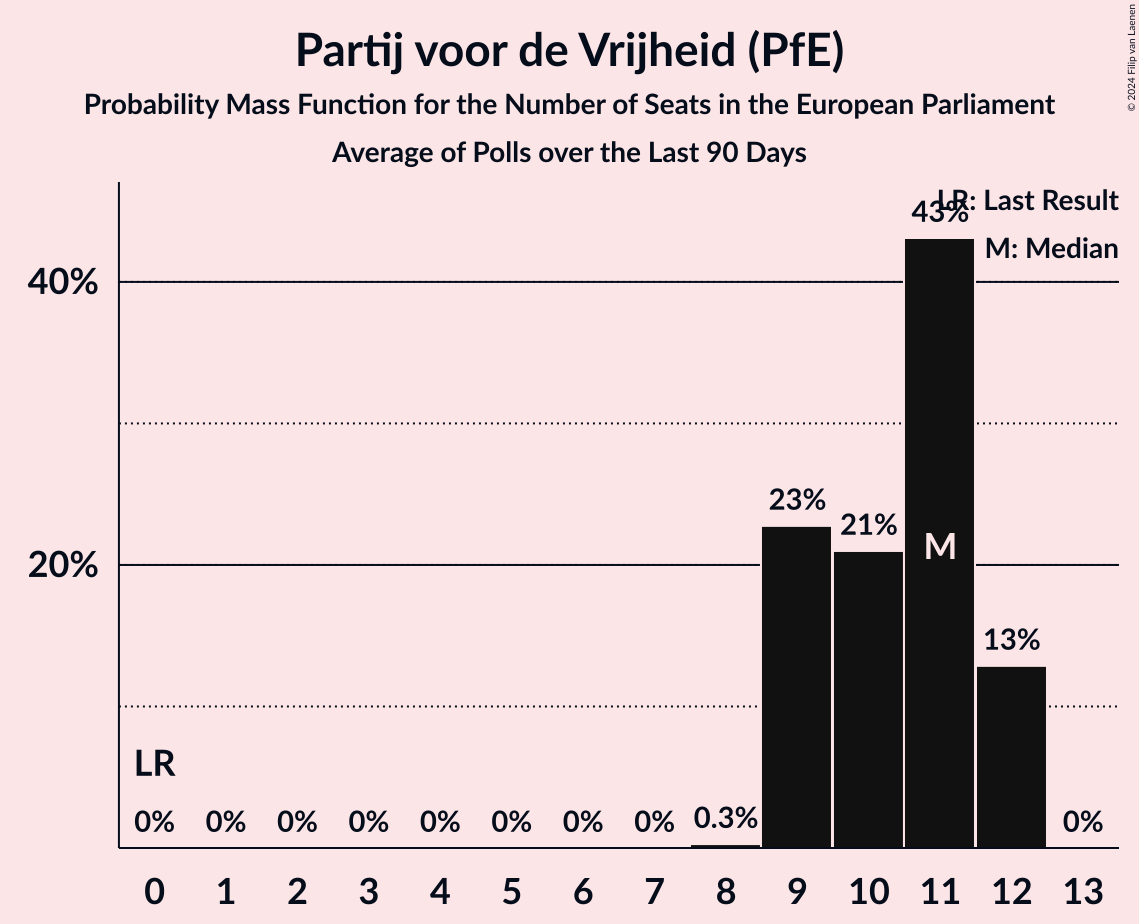 Partij voor de Vrijheid (PfE)
Probability Mass Function for the Number of Seats in the European Parliament
Average of Polls over the Last 90 Days
© 2024 Filip van Laenen
LR: Last Result
M: Median
43%
40%
23%
21%
M
20%
13%
LR
0% 0% 0% 0% 0% 0% 0% 0% 0.3% 0%
0 1 2 3 4 5 6 7 8 9 10 11 12 13